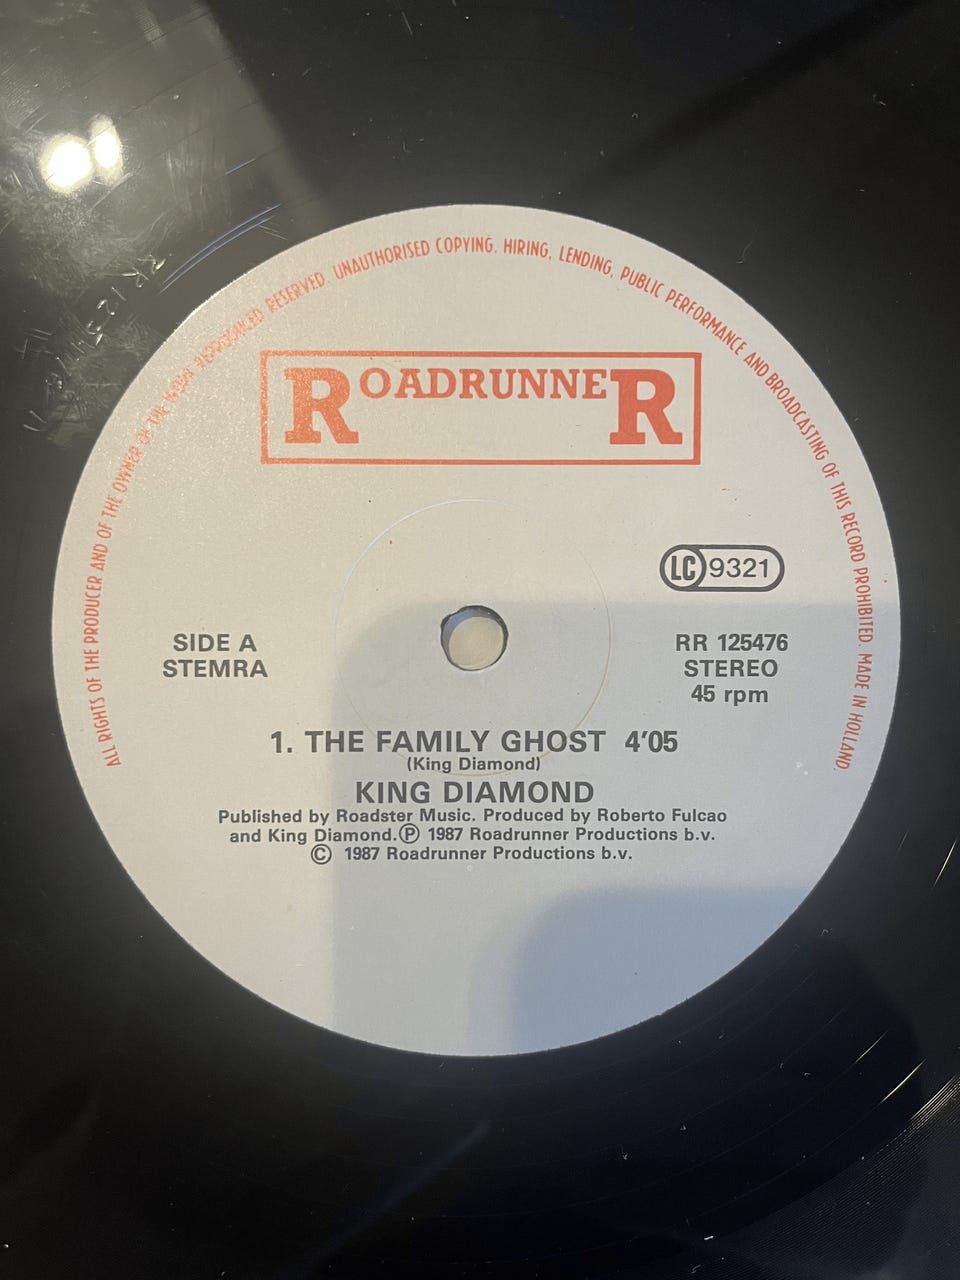 ALL RIGHTS OF THE PRODUCER AND OF THE OWNER OF THE WORK REPRODUCED RESERVED. UNAUTHORISED COPYING. HIRING, LENDING, PUBLIC PERFORMANCE AND BROADCASTING OF THIS RECORD PROHIBITED. MADE IN HOLLAND.
ROADRUNNER
LC 9321
SIDE A
STEMRA
RR 125476
STEREO
45 rpm
1. THE FAMILY GHOST 4'05
(King Diamond)
KING DIAMOND
Published by Roadster Music. Produced by Roberto Fulcao
and King Diamond. Ⓟ 1987 Roadrunner Productions b.v.
© 1987 Roadrunner Productions b.v.